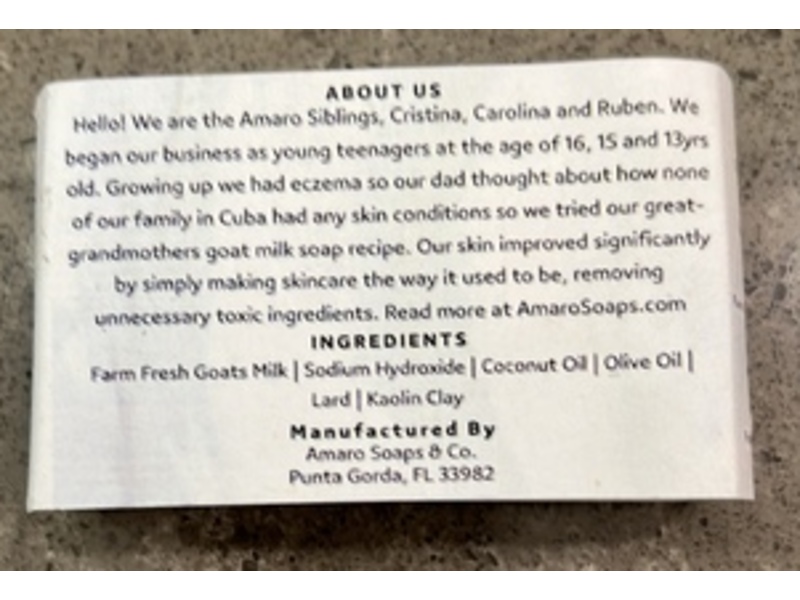 ABOUT US
Hello! We are the Amaro Siblings, Cristina, Carolina and Ruben. We
began our business as young teenagers at the age of 16, 15 and 13yrs
old. Growing up we had eczema so our dad thought about how none
of our family in Cuba had any skin conditions so we tried our great-
grandmothers goat milk soap recipe. Our skin improved significantly
by simply making skincare the way it used to be, removing
unnecessary toxic ingredients. Read more at AmaroSoaps.com
INGREDIENTS
Farm Fresh Goats Milk | Sodium Hydroxide | Coconut Oil | Olive Oil |
Lard | Kaolin Clay
Manufactured By
Amaro Soaps & Co.
Punta Gorda, FL 33982